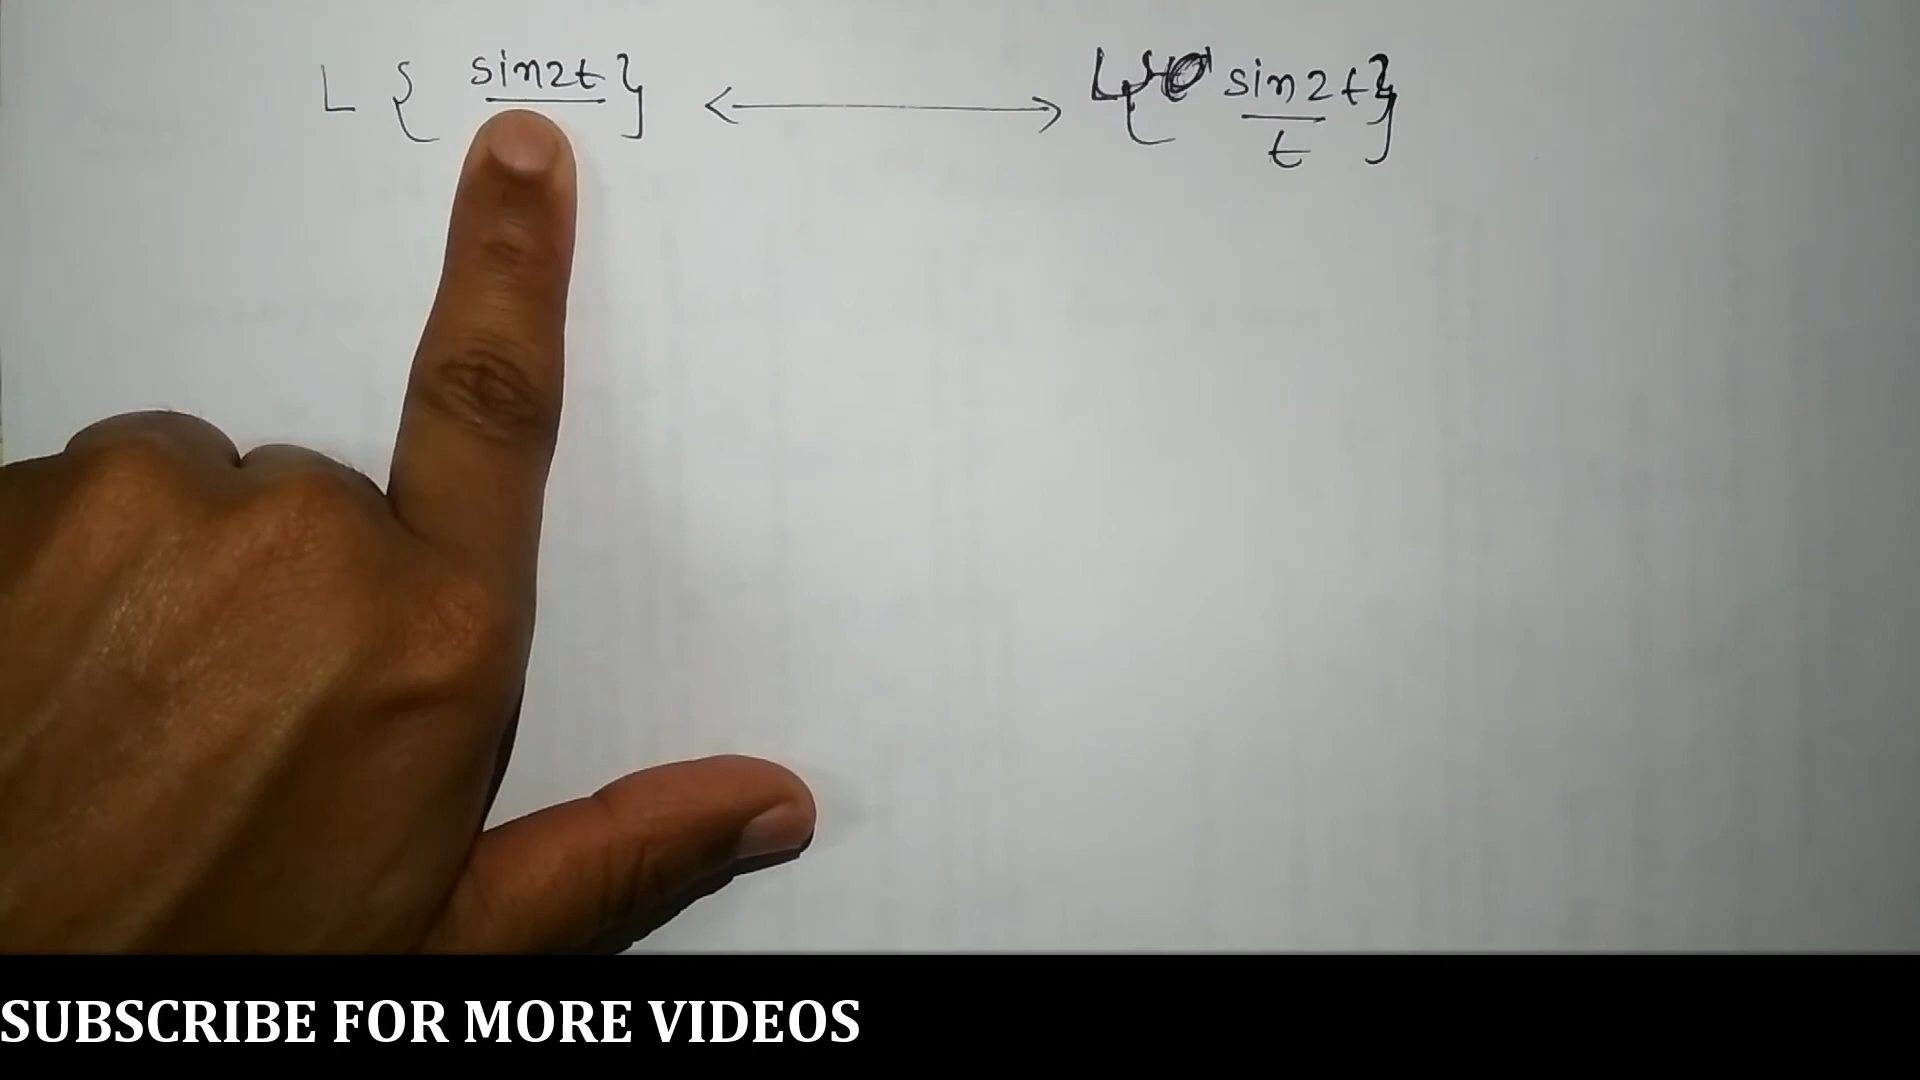 L { sin2t } ⟷ L{ sin2t / t }
SUBSCRIBE FOR MORE VIDEOS